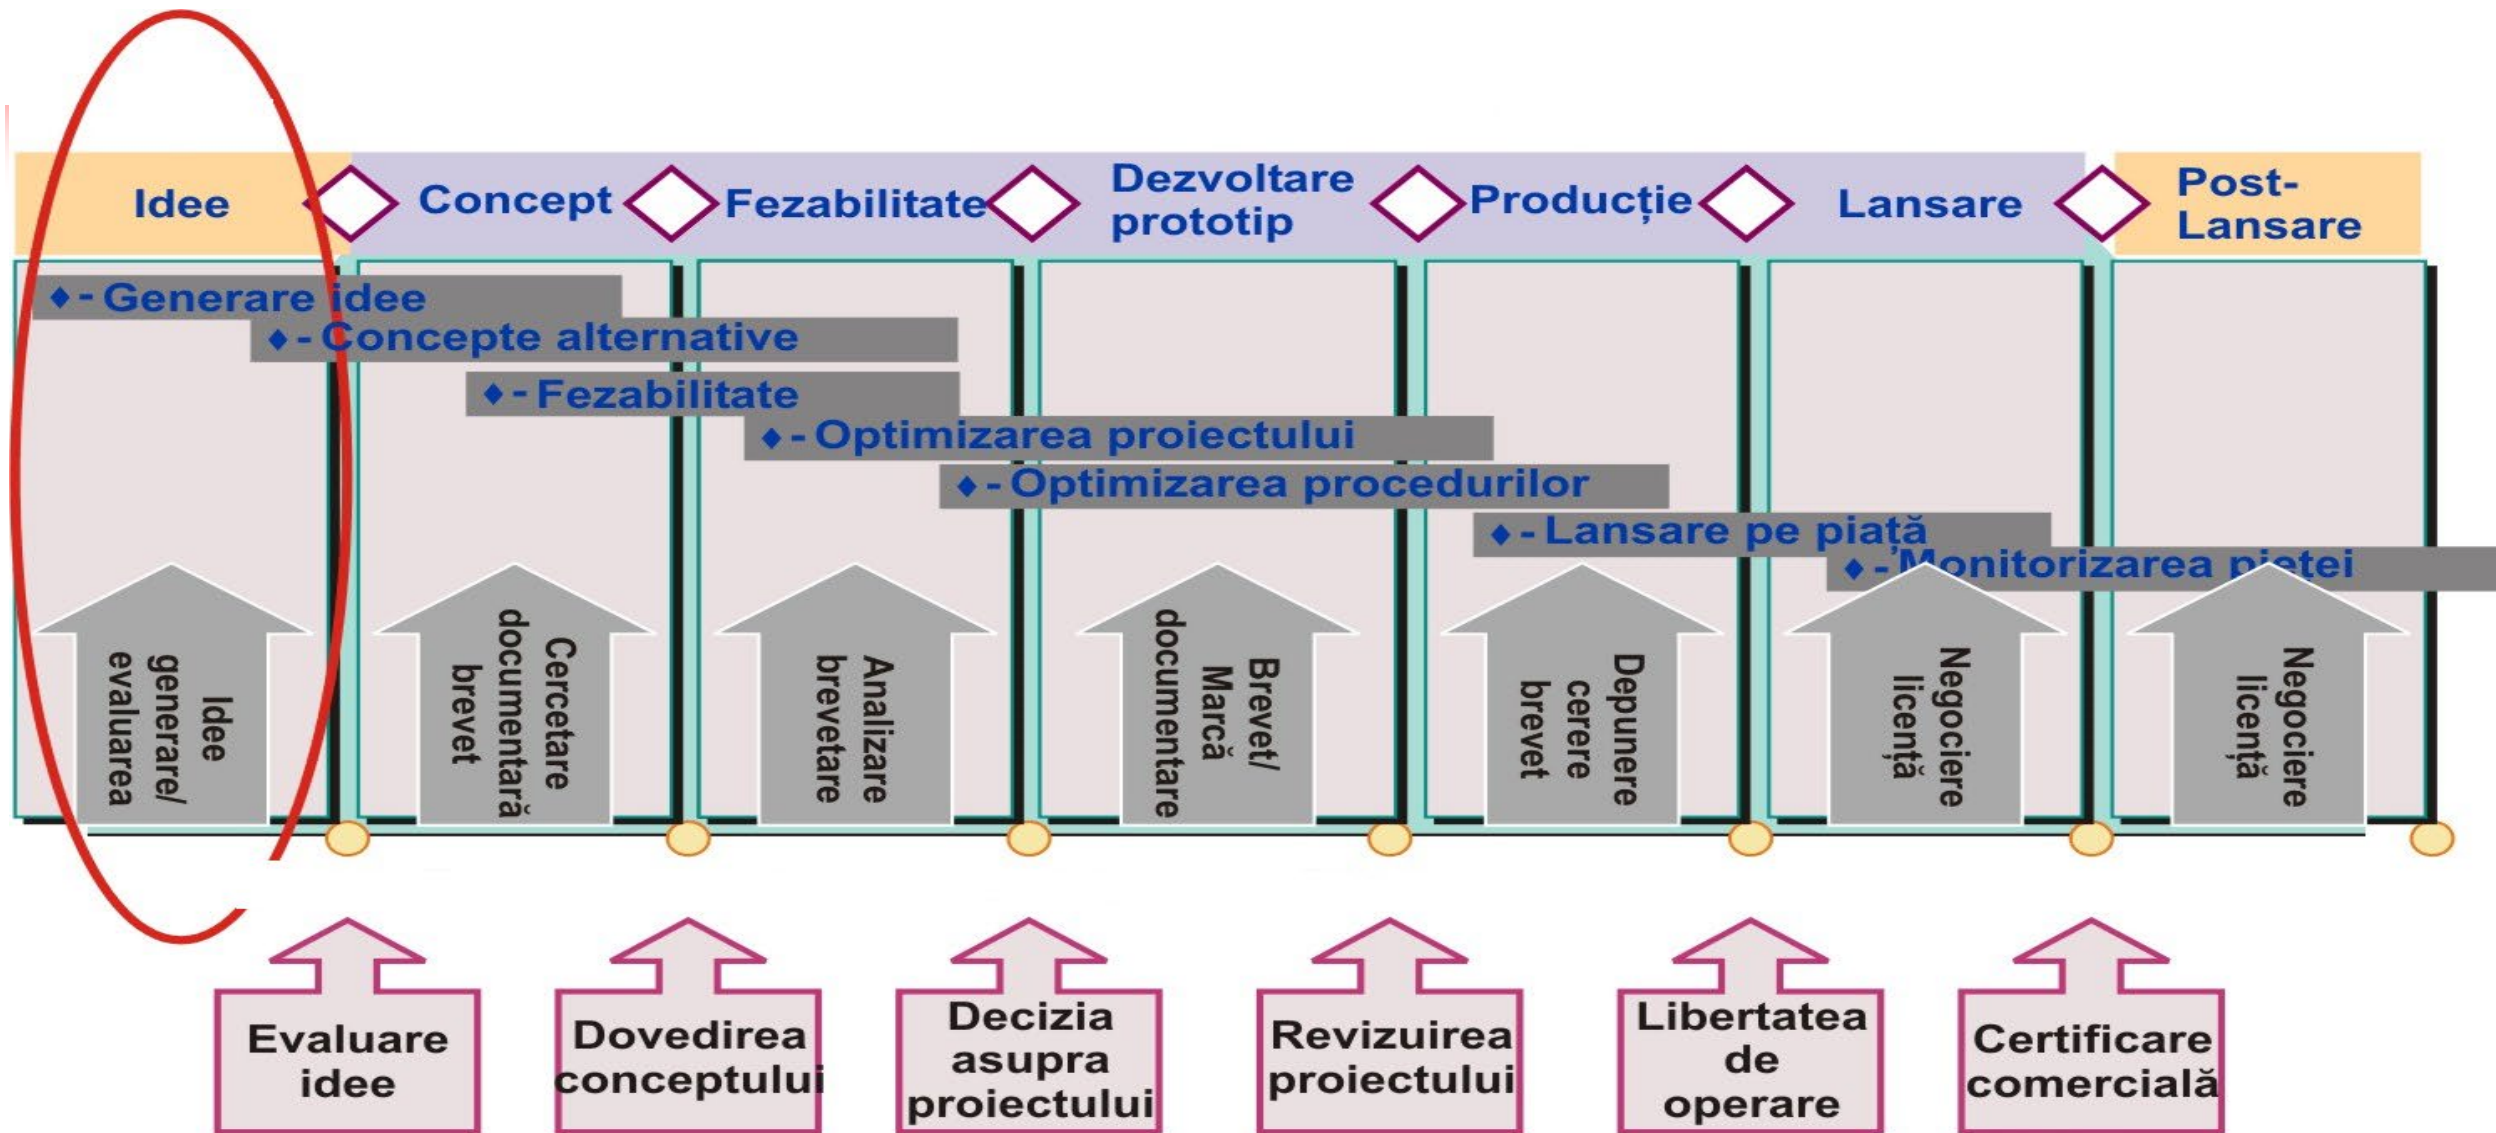 Idee
Concept
Fezabilitate
Dezvoltare
prototip
Producție
Lansare
Post-
Lansare
♦ - Generare idee
♦ - Concepte alternative
♦ - Fezabilitate
♦ - Optimizarea proiectului
♦ - Optimizarea procedurilor
♦ - Lansare pe piață
♦ - Monitorizarea pieței
Idee
generare/
evaluarea
Cercetare
documentară
brevet
Analizare
brevetare
Brevet/
Marcă
documentare
Depunere
cerere
brevet
Negociere
licență
Negociere
licență
Evaluare
idee
Dovedirea
conceptului
Decizia
asupra
proiectului
Revizuirea
proiectului
Libertatea
de
operare
Certificare
comercială